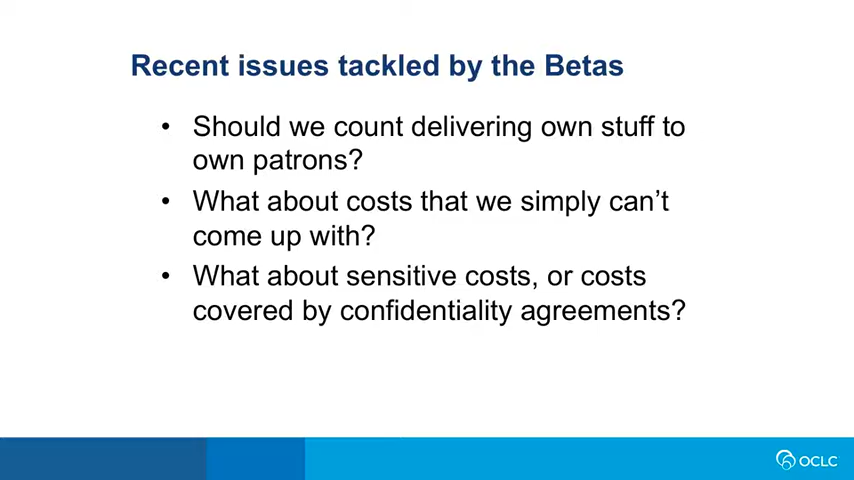 Recent issues tackled by the Betas
• Should we count delivering own stuff to
own patrons?
• What about costs that we simply can’t
come up with?
• What about sensitive costs, or costs
covered by confidentiality agreements?
OCLC